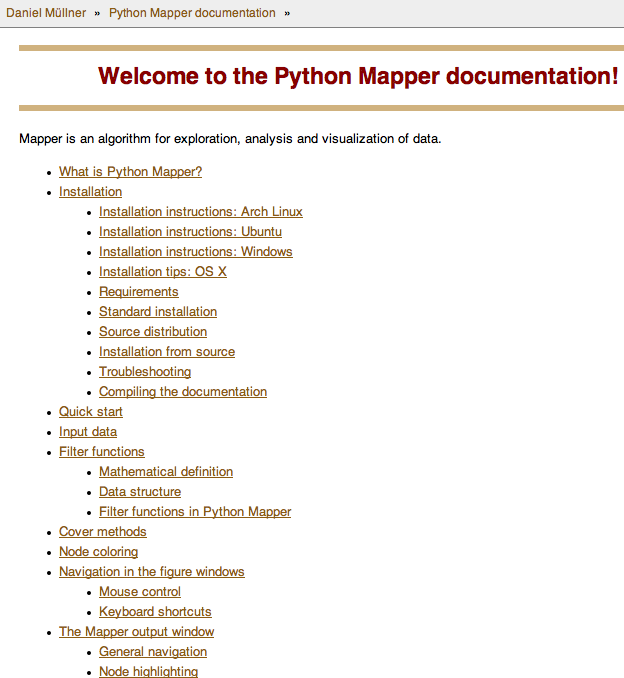 Daniel Müllner » Python Mapper documentation »
Welcome to the Python Mapper documentation!
Mapper is an algorithm for exploration, analysis and visualization of data.
• What is Python Mapper?
• Installation
• Installation instructions: Arch Linux
• Installation instructions: Ubuntu
• Installation instructions: Windows
• Installation tips: OS X
• Requirements
• Standard installation
• Source distribution
• Installation from source
• Troubleshooting
• Compiling the documentation
• Quick start
• Input data
• Filter functions
• Mathematical definition
• Data structure
• Filter functions in Python Mapper
• Cover methods
• Node coloring
• Navigation in the figure windows
• Mouse control
• Keyboard shortcuts
• The Mapper output window
• General navigation
• Node highlighting